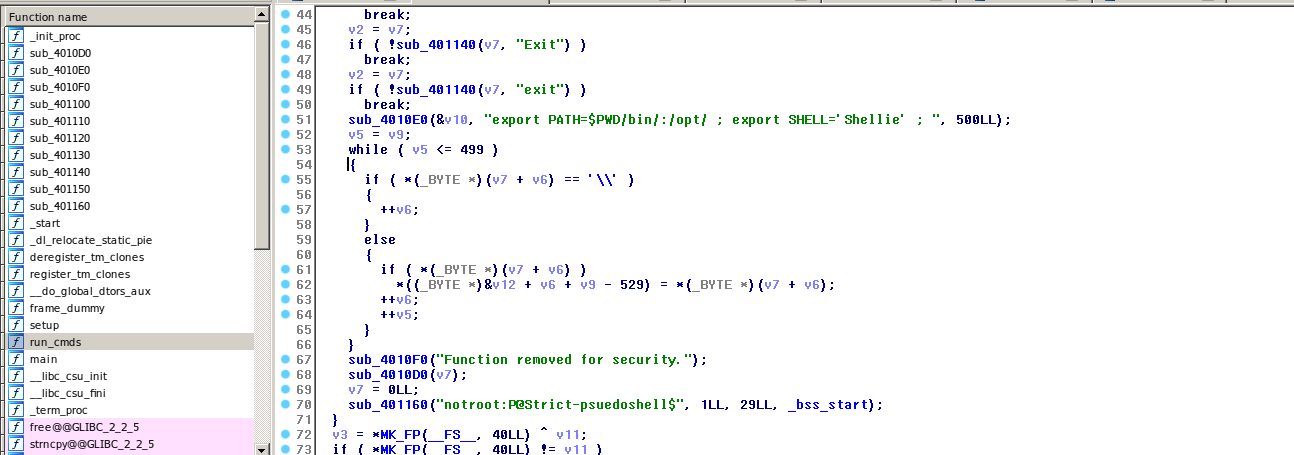 Function name
_init_proc
sub_4010D0
sub_4010E0
sub_4010F0
sub_401100
sub_401110
sub_401120
sub_401130
sub_401140
sub_401150
sub_401160
_start
_dl_relocate_static_pie
deregister_tm_clones
register_tm_clones
__do_global_dtors_aux
frame_dummy
setup
run_cmds
main
__libc_csu_init
__libc_csu_fini
_term_proc
free@@GLIBC_2_2_5
strncpy@@GLIBC_2_2_5
44 break;
45 v2 = v7;
46 if ( !sub_401140(v7, "Exit") )
47 break;
48 v2 = v7;
49 if ( !sub_401140(v7, "exit") )
50 break;
51 sub_4010E0(&v10, "export PATH=$PWD/bin/:/opt/ ; export SHELL='Shellie' ; ", 500LL);
52 v5 = v9;
53 while ( v5 <= 499 )
54 {
55 if ( *(_BYTE *)(v7 + v6) == '\\' )
56 {
57 ++v6;
58 }
59 else
60 {
61 if ( *(_BYTE *)(v7 + v6) )
62 *((_BYTE *)&v12 + v6 + v9 - 529) = *(_BYTE *)(v7 + v6);
63 ++v6;
64 ++v5;
65 }
66 }
67 sub_4010F0("Function removed for security.");
68 sub_4010D0(v7);
69 v7 = 0LL;
70 sub_401160("notroot:P@Strict-psuedoshell$", 1LL, 29LL, _bss_start);
71 }
72 v3 = *MK_FP(__FS__, 40LL) ^ v11;
73 if ( *MK_FP(__FS__, 40LL) != v11 )